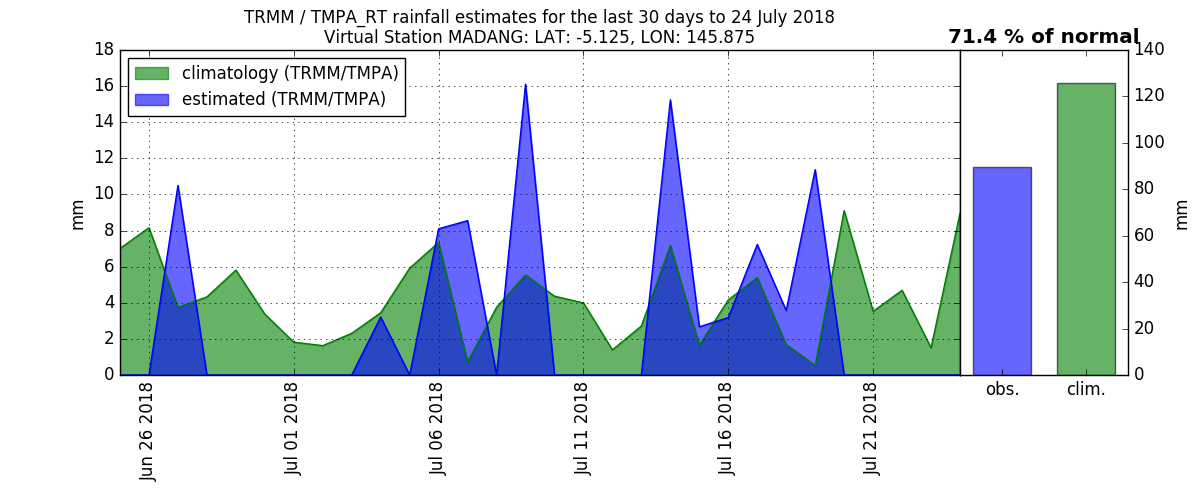 TRMM / TMPA_RT rainfall estimates for the last 30 days to 24 July 2018
Virtual Station MADANG: LAT: -5.125, LON: 145.875
71.4 % of normal
climatology (TRMM/TMPA)
estimated (TRMM/TMPA)
mm
18
16
14
12
10
8
6
4
2
0
Jun 26 2018
Jul 01 2018
Jul 06 2018
Jul 11 2018
Jul 16 2018
Jul 21 2018
obs.
clim.
140
120
100
80
60
40
20
0
mm